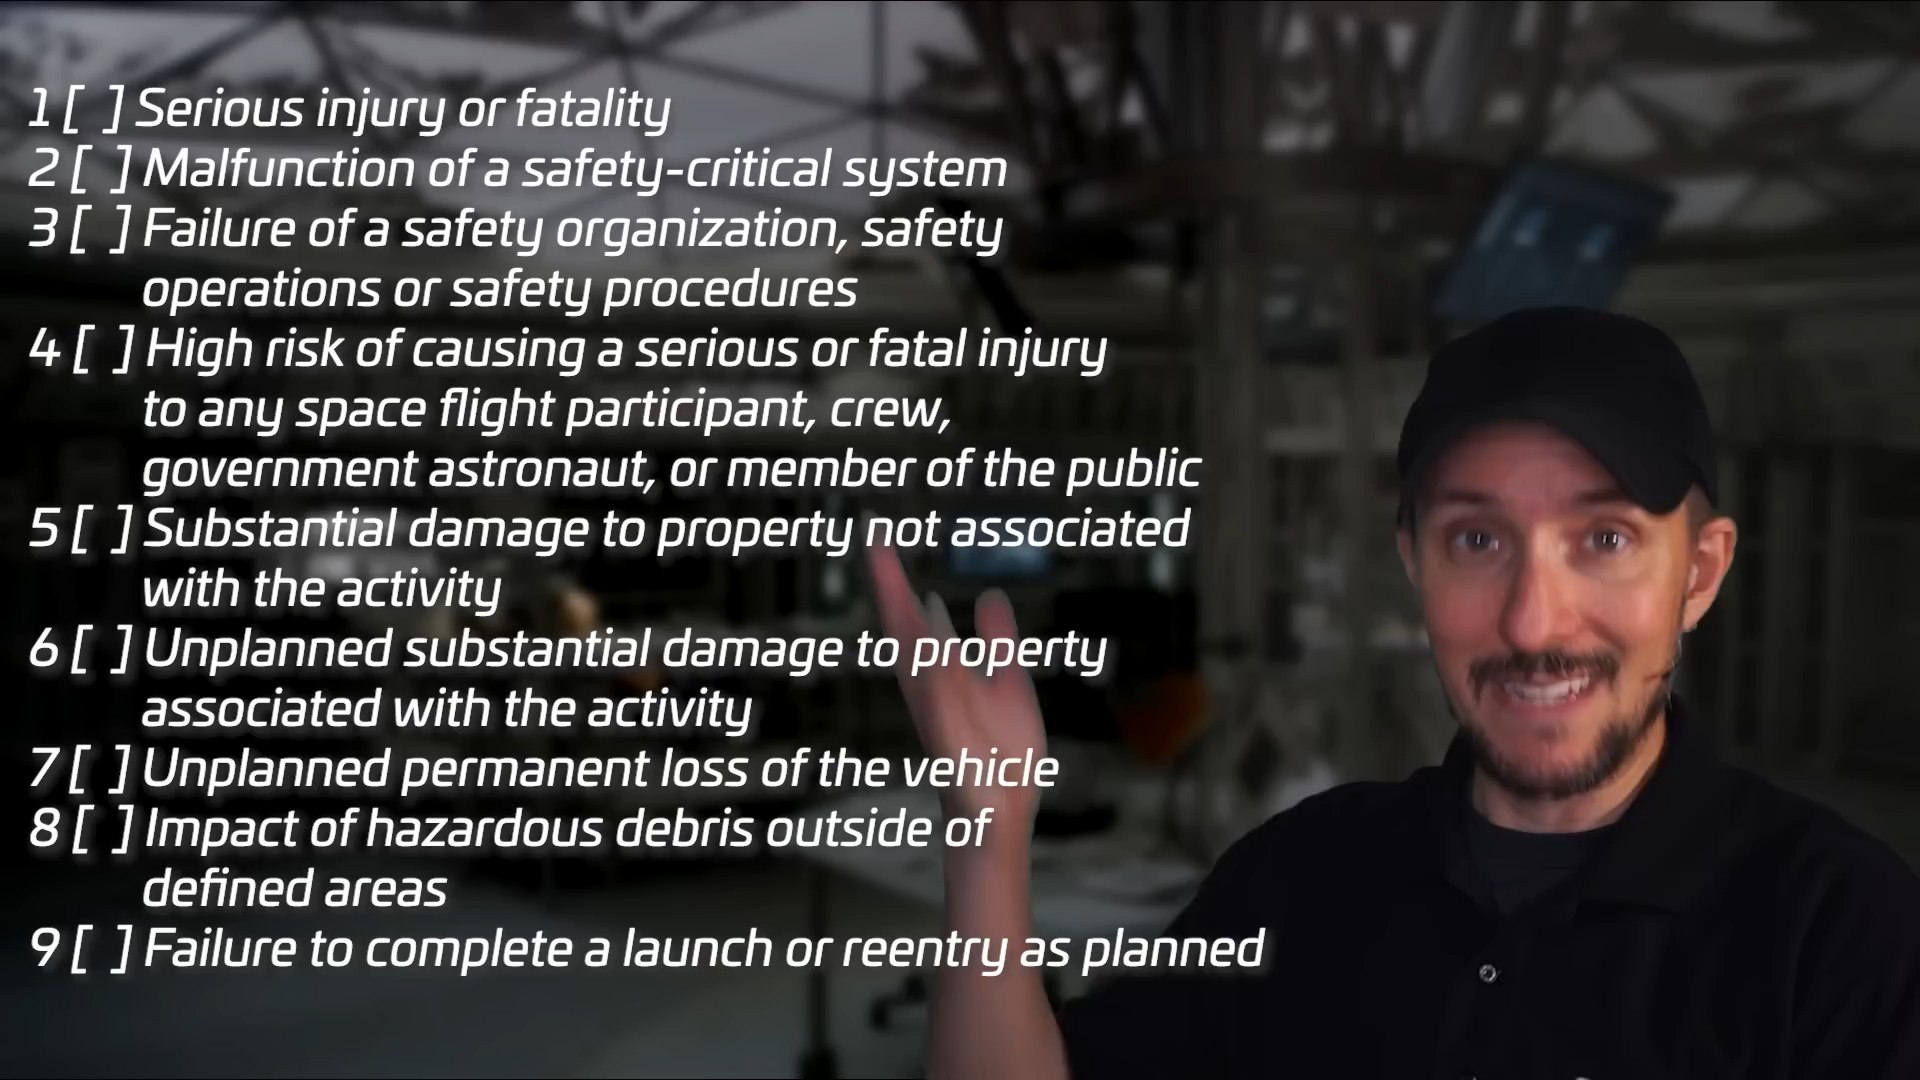 1 [ ] Serious injury or fatality
2 [ ] Malfunction of a safety-critical system
3 [ ] Failure of a safety organization, safety
operations or safety procedures
4 [ ] High risk of causing a serious or fatal injury
to any space flight participant, crew,
government astronaut, or member of the public
5 [ ] Substantial damage to property not associated
with the activity
6 [ ] Unplanned substantial damage to property
associated with the activity
7 [ ] Unplanned permanent loss of the vehicle
8 [ ] Impact of hazardous debris outside of
defined areas
9 [ ] Failure to complete a launch or reentry as planned